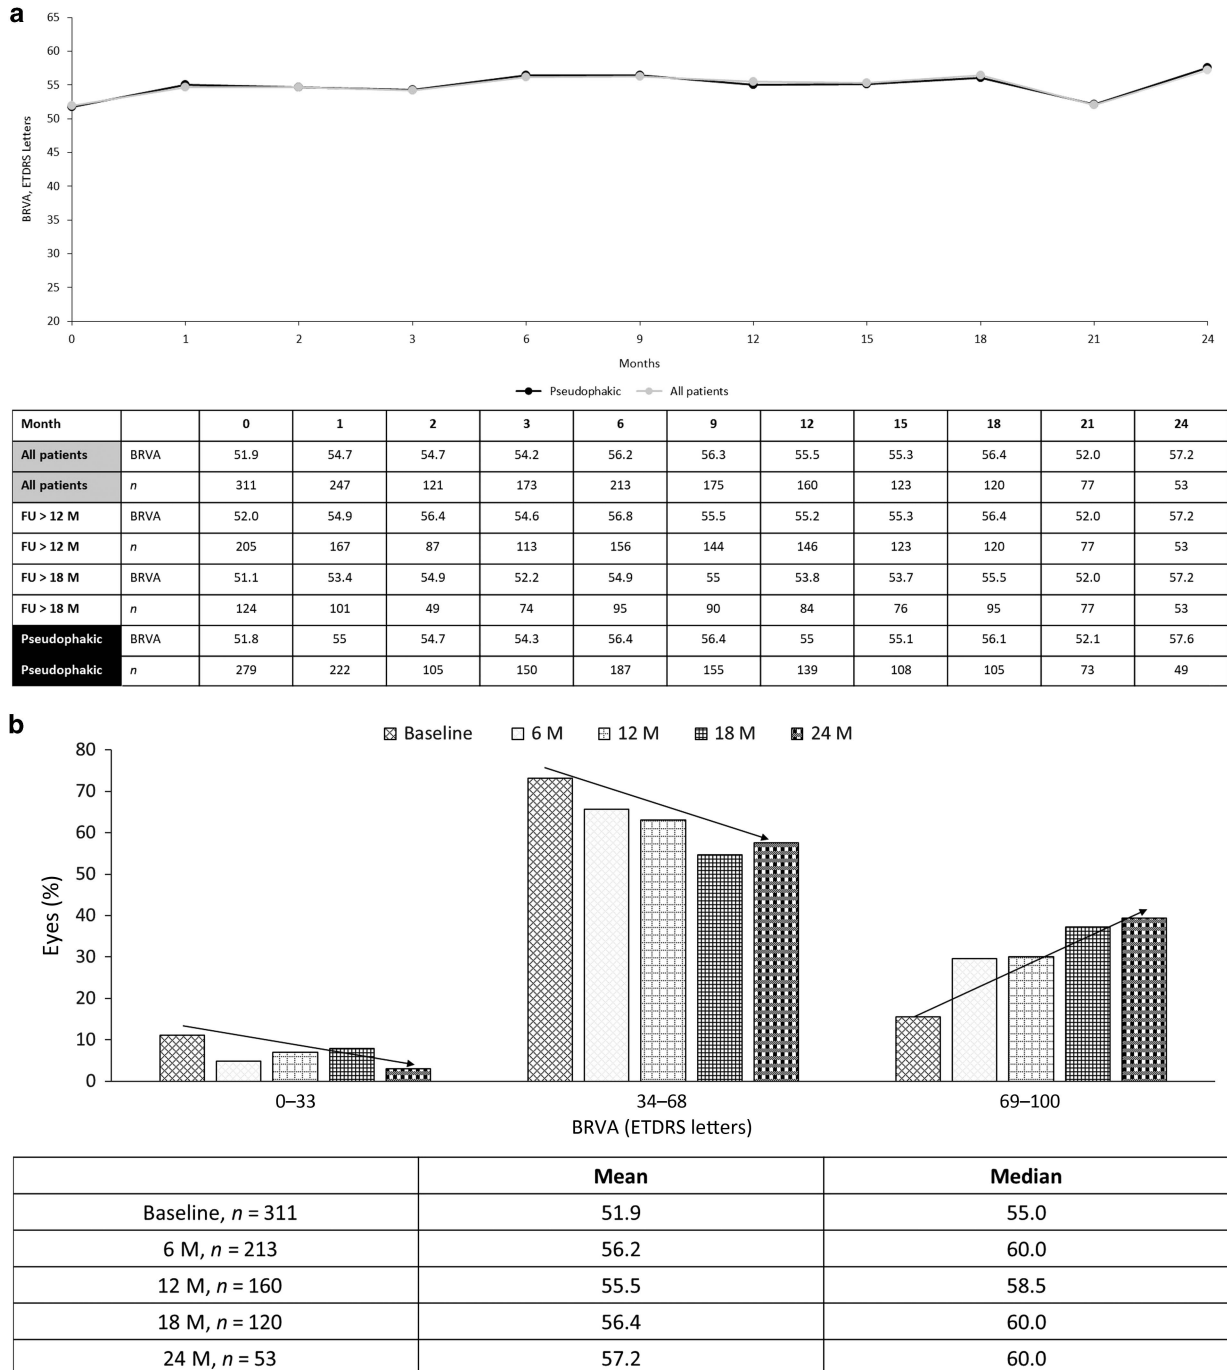 a
65
60
55
50
45
40
35
30
25
20
BRVA, ETDRS Letters
0 1 2 3 6 9 12 15 18 21 24
Months
Pseudophakic All patients
Month 0 1 2 3 6 9 12 15 18 21 24
All patients BRVA 51.9 54.7 54.7 54.2 56.2 56.3 55.5 55.3 56.4 52.0 57.2
All patients n 311 247 121 173 213 175 160 123 120 77 53
FU > 12 M BRVA 52.0 54.9 56.4 54.6 56.8 55.5 55.2 55.3 56.4 52.0 57.2
FU > 12 M n 205 167 87 113 156 144 146 123 120 77 53
FU > 18 M BRVA 51.1 53.4 54.9 52.2 54.9 55 53.8 53.7 55.5 52.0 57.2
FU > 18 M n 124 101 49 74 95 90 84 76 95 77 53
Pseudophakic BRVA 51.8 55 54.7 54.3 56.4 56.4 55 55.1 56.1 52.1 57.6
Pseudophakic n 279 222 105 150 187 155 139 108 105 73 49
b
Baseline 6 M 12 M 18 M 24 M
80
70
60
50
40
30
20
10
0
Eyes (%)
0–33 34–68 69–100
BRVA (ETDRS letters)
Mean Median
Baseline, n = 311 51.9 55.0
6 M, n = 213 56.2 60.0
12 M, n = 160 55.5 58.5
18 M, n = 120 56.4 60.0
24 M, n = 53 57.2 60.0